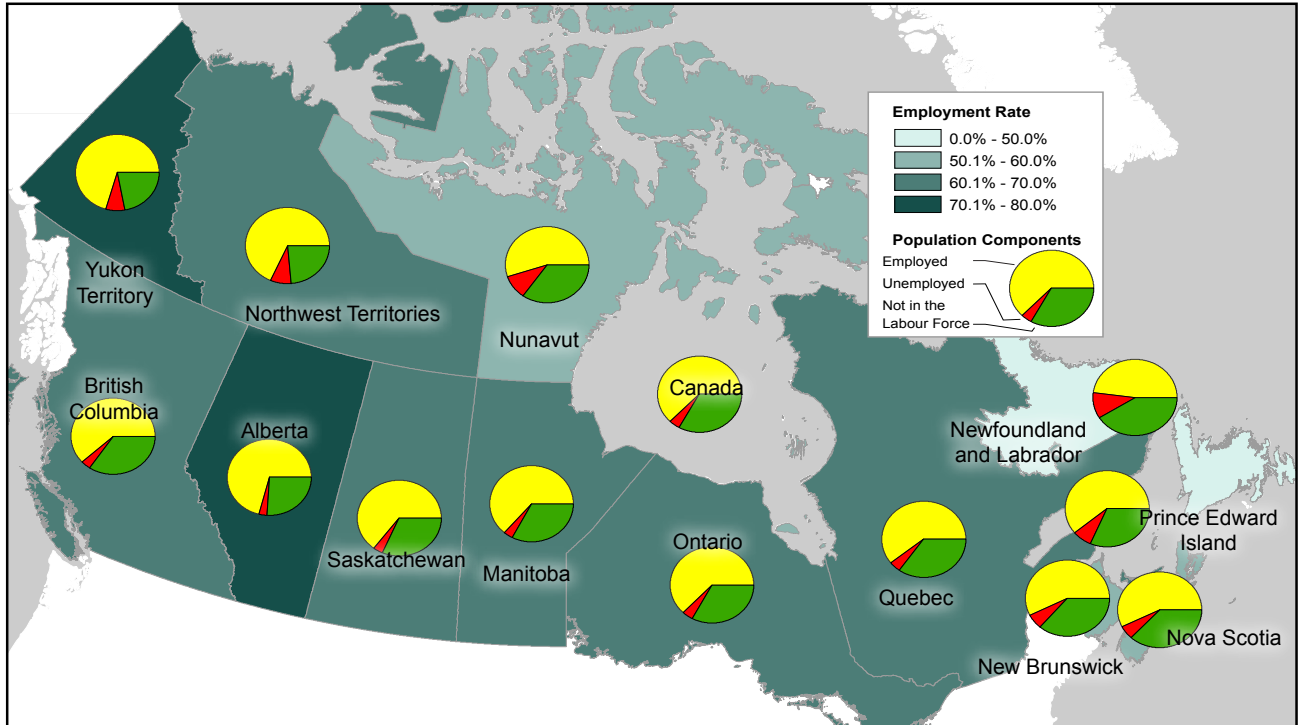 Employment Rate
0.0% - 50.0%
50.1% - 60.0%
60.1% - 70.0%
70.1% - 80.0%
Population Components
Employed
Unemployed
Not in the
Labour Force
Yukon
Territory
Northwest Territories
Nunavut
British
Columbia
Alberta
Saskatchewan
Manitoba
Canada
Ontario
Quebec
Newfoundland
and Labrador
Prince Edward
Island
New Brunswick
Nova Scotia